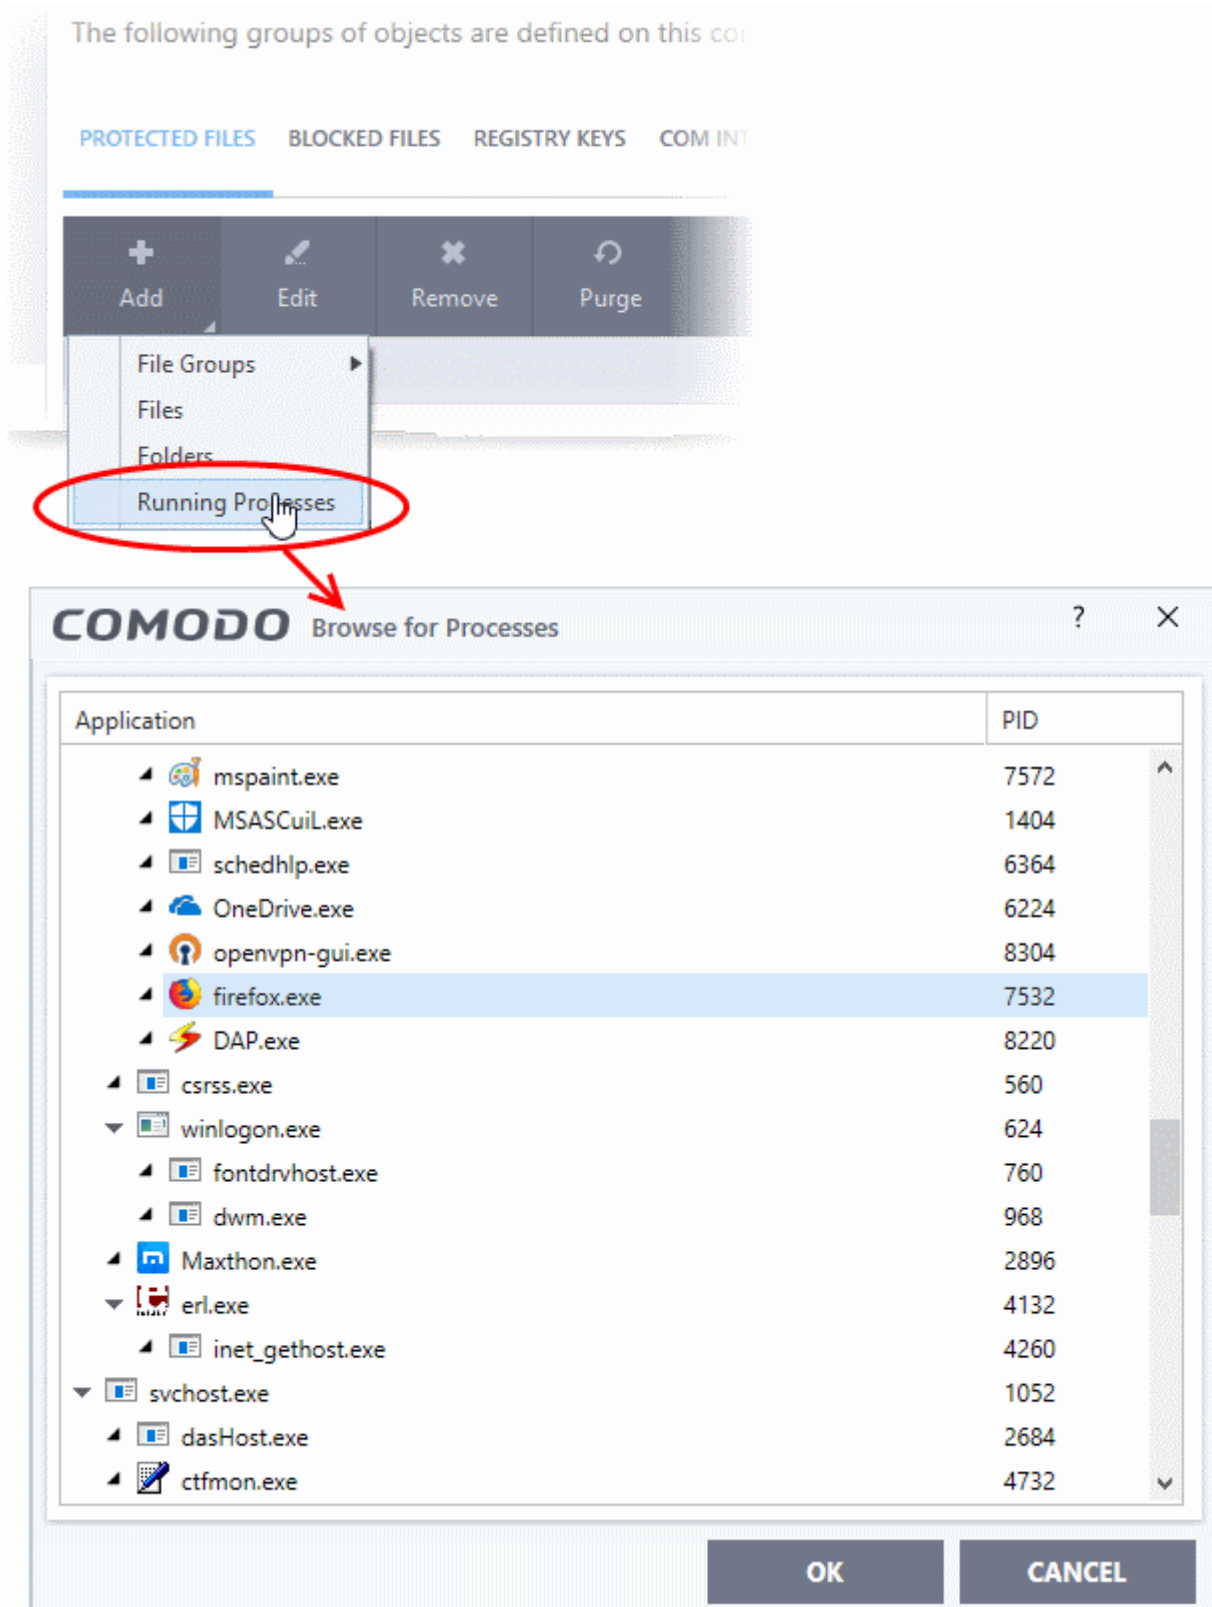 The following groups of objects are defined on this
PROTECTED FILES BLOCKED FILES REGISTRY KEYS COM INT
Add Edit Remove Purge
File Groups
Files
Folders
Running Processes
COMODO Browse for Processes ?
Application PID
mspaint.exe 7572
MSASCuiL.exe 1404
schedhlp.exe 6364
OneDrive.exe 6224
openvpn-gui.exe 8304
firefox.exe 7532
DAP.exe 8220
csrss.exe 560
winlogon.exe 624
fontdrvhost.exe 760
dwm.exe 968
Maxthon.exe 2896
erl.exe 4132
inet_gethost.exe 4260
svchost.exe 1052
dasHost.exe 2684
ctfmon.exe 4732
OK CANCEL